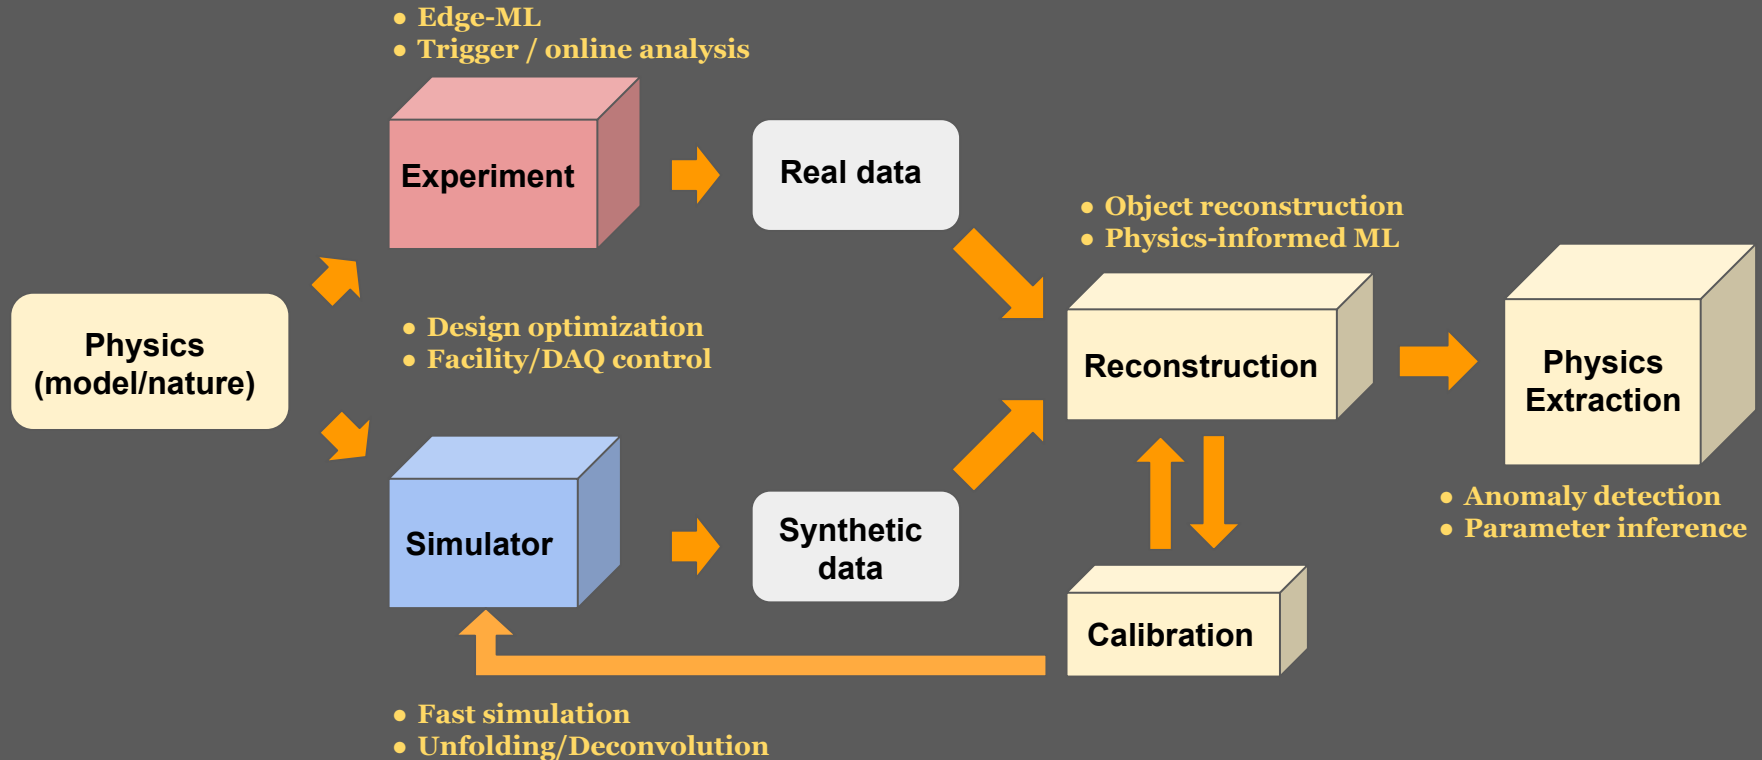 ● Edge-ML
● Trigger / online analysis
Experiment
Real data
● Object reconstruction
● Physics-informed ML
Physics
(model/nature)
● Design optimization
● Facility/DAQ control
Reconstruction
Physics
Extraction
Simulator
Synthetic
data
● Anomaly detection
● Parameter inference
Calibration
● Fast simulation
● Unfolding/Deconvolution